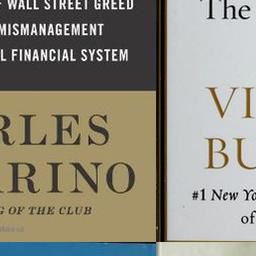 WALL STREET GREED
MISMANAGEMENT
L FINANCIAL SYSTEM
RLES
RINO
G OF THE CLUB
The
VI
BU
#1 New Yo
of